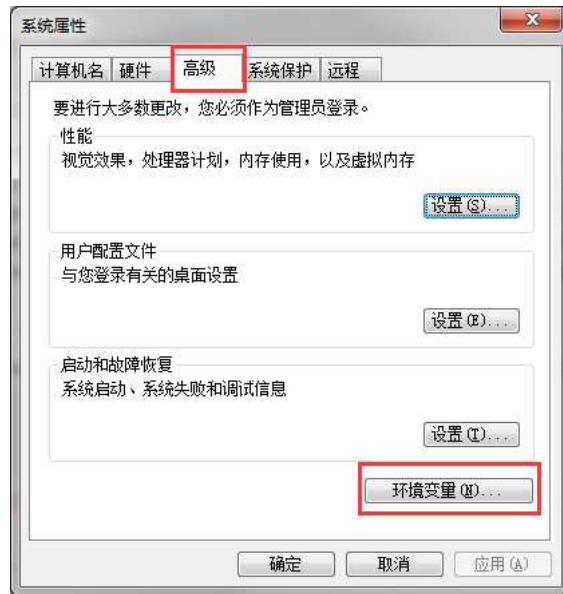 系统属性
计算机名 硬件 高级 系统保护 远程
要进行大多数更改，您必须作为管理员登录。
性能
视觉效果，处理器计划，内存使用，以及虚拟内存
设置(S)...
用户配置文件
与您登录有关的桌面设置
设置(E)...
启动和故障恢复
系统启动、系统失败和调试信息
设置(T)...
环境变量(N)...
确定 取消 应用(A)